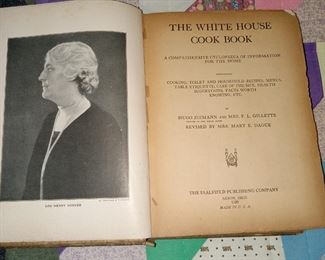 THE WHITE HOUSE
COOK BOOK
A COMPREHENSIVE CYCLOPEDIA OF INFORMATION
FOR THE HOME
COOKING, TOILET AND HOUSEHOLD RECIPES, MENUS,
TABLE ETIQUETTE, CARE OF THE SICK, HEALTH
SUGGESTIONS, FACTS WORTH
KNOWING, ETC.
BY
HUGO ZIEMANN AND MRS. F. L. GILLETTE
REVISED BY MRS. MARY E. DAGUE
THE SAALFIELD PUBLISHING COMPANY
AKRON, OHIO
MADE IN U. S. A.
LOU HENRY HOOVER